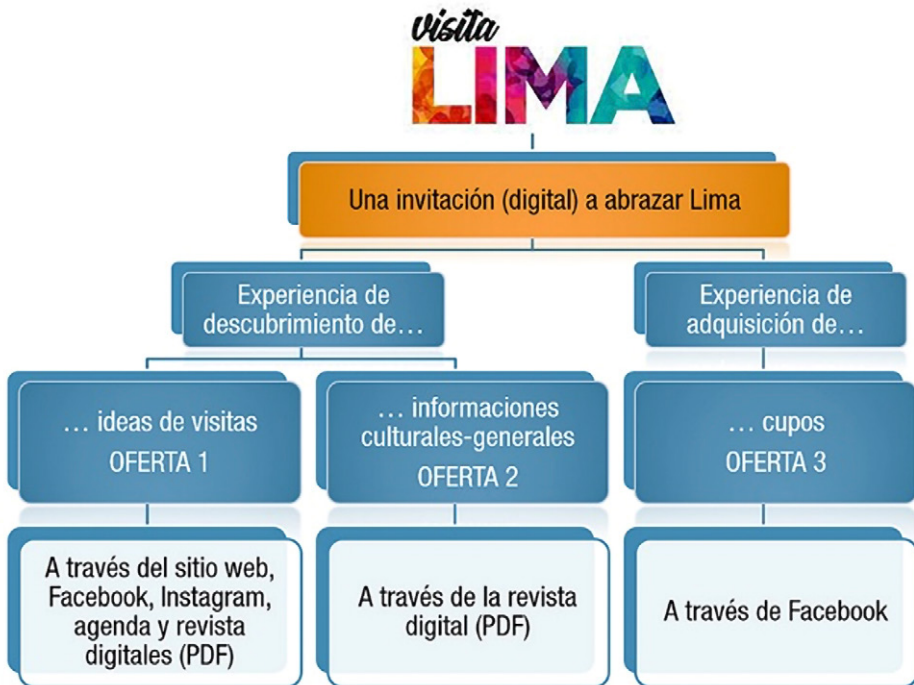 visita
LIMA
Una invitación (digital) a abrazar Lima
Experiencia de
descubrimiento de…
Experiencia de
adquisición de…
… ideas de visitas
OFERTA 1
… informaciones
culturales-generales
OFERTA 2
… cupos
OFERTA 3
A través del sitio web,
Facebook, Instagram,
agenda y revista
digitales (PDF)
A través de la revista
digital (PDF)
A través de Facebook